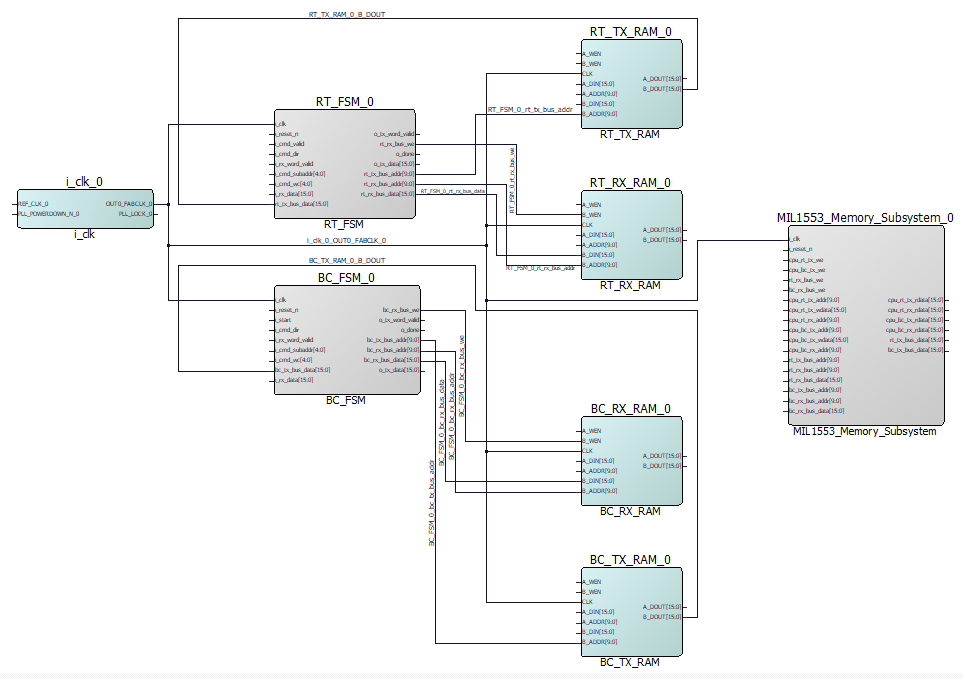 RT_TX_RAM_0_B_DOUT
RT_TX_RAM_0
A_WEN
B_WEN
CLK
A_DIN[15:0]
A_ADDR[9:0]
B_DIN[15:0]
B_ADDR[9:0]
A_DOUT[15:0]
B_DOUT[15:0]
RT_TX_RAM
RT_FSM_0
i_clk
i_reset_n
i_cmd_valid
i_cmd_dir
i_rx_word_valid
i_cmd_subaddr[4:0]
i_cmd_wc[4:0]
i_rx_data[15:0]
rt_tx_bus_data[15:0]
o_tx_word_valid
rt_rx_bus_we
o_done
o_tx_data[15:0]
rt_tx_bus_addr[9:0]
rt_rx_bus_addr[9:0]
rt_rx_bus_data[15:0]
RT_FSM
RT_FSM_0_rt_tx_bus_addr
RT_FSM_0_rt_rx_bus_we
RT_FSM_0_rt_rx_bus_data
RT_FSM_0_rt_rx_bus_addr
i_clk_0
REF_CLK_0
PLL_POWERDOWN_N_0
OUT0_FABCLK_0
PLL_LOCK_0
i_clk
RT_RX_RAM_0
A_WEN
B_WEN
CLK
A_DIN[15:0]
A_ADDR[9:0]
B_DIN[15:0]
B_ADDR[9:0]
A_DOUT[15:0]
B_DOUT[15:0]
RT_RX_RAM
i_clk_0_OUT0_FABCLK_0
BC_TX_RAM_0_B_DOUT
BC_FSM_0
i_clk
i_reset_n
i_start
i_cmd_dir
i_rx_word_valid
i_cmd_subaddr[4:0]
i_cmd_wc[4:0]
bc_tx_bus_data[15:0]
i_rx_data[15:0]
bc_rx_bus_we
o_tx_word_valid
o_done
bc_tx_bus_addr[9:0]
bc_rx_bus_addr[9:0]
bc_rx_bus_data[15:0]
o_tx_data[15:0]
BC_FSM
BC_FSM_0_bc_tx_bus_addr
BC_FSM_0_bc_rx_bus_data
BC_FSM_0_bc_rx_bus_addr
BC_FSM_0_bc_rx_bus_we
MIL1553_Memory_Subsystem_0
i_clk
i_reset_n
cpu_rt_tx_we
cpu_bc_tx_we
rt_rx_bus_we
bc_rx_bus_we
cpu_rt_tx_addr[9:0]
cpu_rt_tx_wdata[15:0]
cpu_rt_rx_addr[9:0]
cpu_bc_tx_addr[9:0]
cpu_bc_tx_wdata[15:0]
cpu_bc_rx_addr[9:0]
rt_tx_bus_addr[9:0]
rt_rx_bus_addr[9:0]
rt_rx_bus_data[15:0]
bc_tx_bus_addr[9:0]
bc_rx_bus_addr[9:0]
bc_rx_bus_data[15:0]
cpu_rt_tx_rdata[15:0]
cpu_rt_rx_rdata[15:0]
cpu_bc_tx_rdata[15:0]
cpu_bc_rx_rdata[15:0]
rt_tx_bus_data[15:0]
bc_tx_bus_data[15:0]
MIL1553_Memory_Subsystem
BC_RX_RAM_0
A_WEN
B_WEN
CLK
A_DIN[15:0]
A_ADDR[9:0]
B_DIN[15:0]
B_ADDR[9:0]
A_DOUT[15:0]
B_DOUT[15:0]
BC_RX_RAM
BC_TX_RAM_0
A_WEN
B_WEN
CLK
A_DIN[15:0]
A_ADDR[9:0]
B_DIN[15:0]
B_ADDR[9:0]
A_DOUT[15:0]
B_DOUT[15:0]
BC_TX_RAM